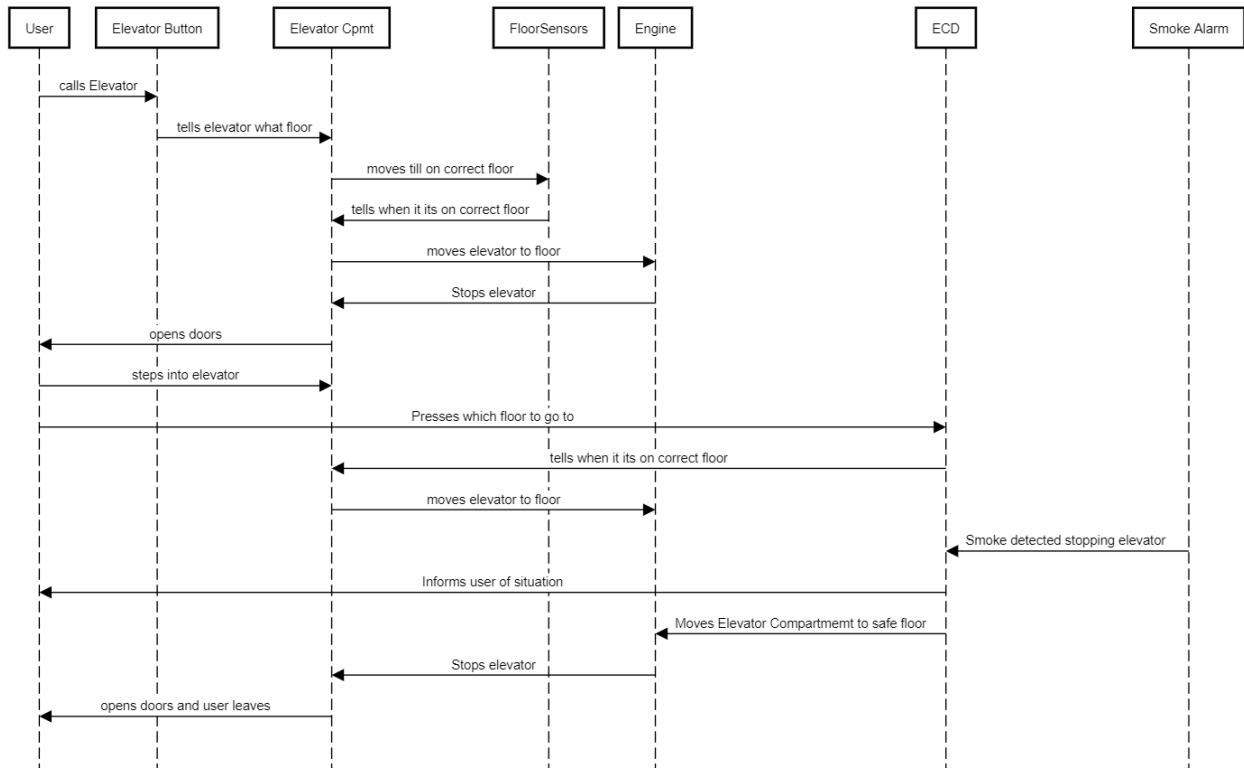 User
Elevator Button
Elevator Cpmt
FloorSensors
Engine
ECD
Smoke Alarm
calls Elevator
tells elevator what floor
moves till on correct floor
tells when it its on correct floor
moves elevator to floor
Stops elevator
opens doors
steps into elevator
Presses which floor to go to
tells when it its on correct floor
moves elevator to floor
Smoke detected stopping elevator
Informs user of situation
Moves Elevator Compartmemt to safe floor
Stops elevator
opens doors and user leaves